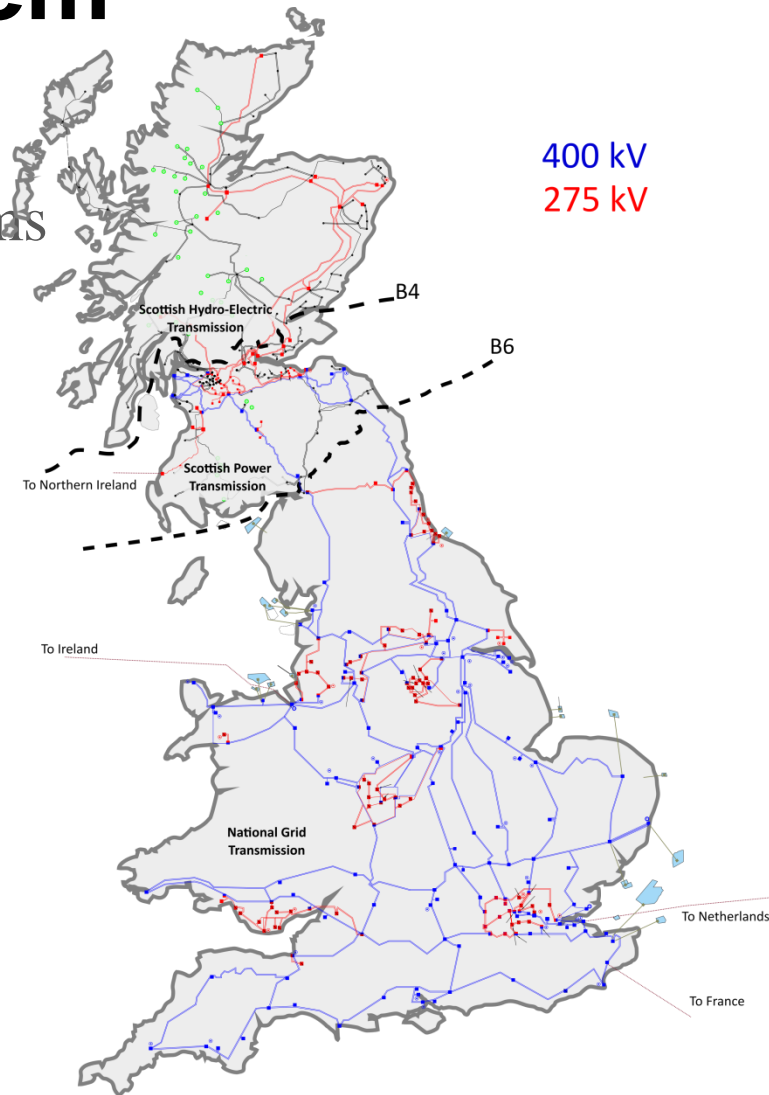 400 kV
275 kV
Scottish Hydro-Electric
Transmission
B4
B6
Scottish Power
Transmission
To Northern Ireland
To Ireland
National Grid
Transmission
To Netherlands
To France